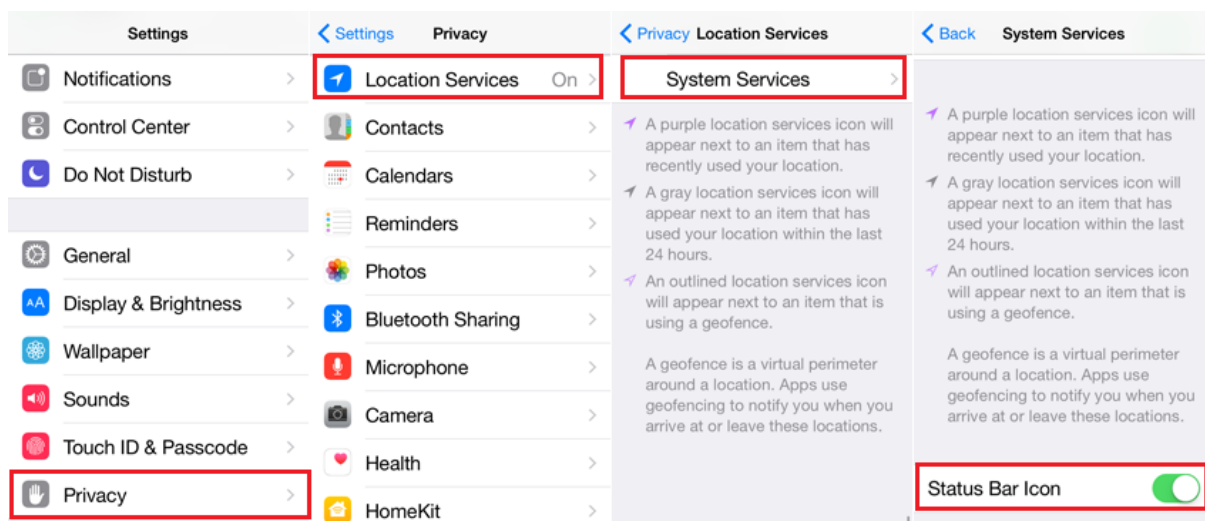 Settings
Notifications
Control Center
Do Not Disturb
General
AA Display & Brightness
Wallpaper
Sounds
Touch ID & Passcode
Privacy
Settings Privacy
Location Services On
Contacts
Calendars
Reminders
Photos
Bluetooth Sharing
Microphone
Camera
Health
HomeKit
Privacy Location Services
System Services
A purple location services icon will
appear next to an item that has
recently used your location.
A gray location services icon will
appear next to an item that has
used your location within the last
24 hours.
An outlined location services icon
will appear next to an item that is
using a geofence.
A geofence is a virtual perimeter
around a location. Apps use
geofencing to notify you when you
arrive at or leave these locations.
Back System Services
A purple location services icon will
appear next to an item that has
recently used your location.
A gray location services icon will
appear next to an item that has
used your location within the last
24 hours.
An outlined location services icon
will appear next to an item that is
using a geofence.
A geofence is a virtual perimeter
around a location. Apps use
geofencing to notify you when you
arrive at or leave these locations.
Status Bar Icon